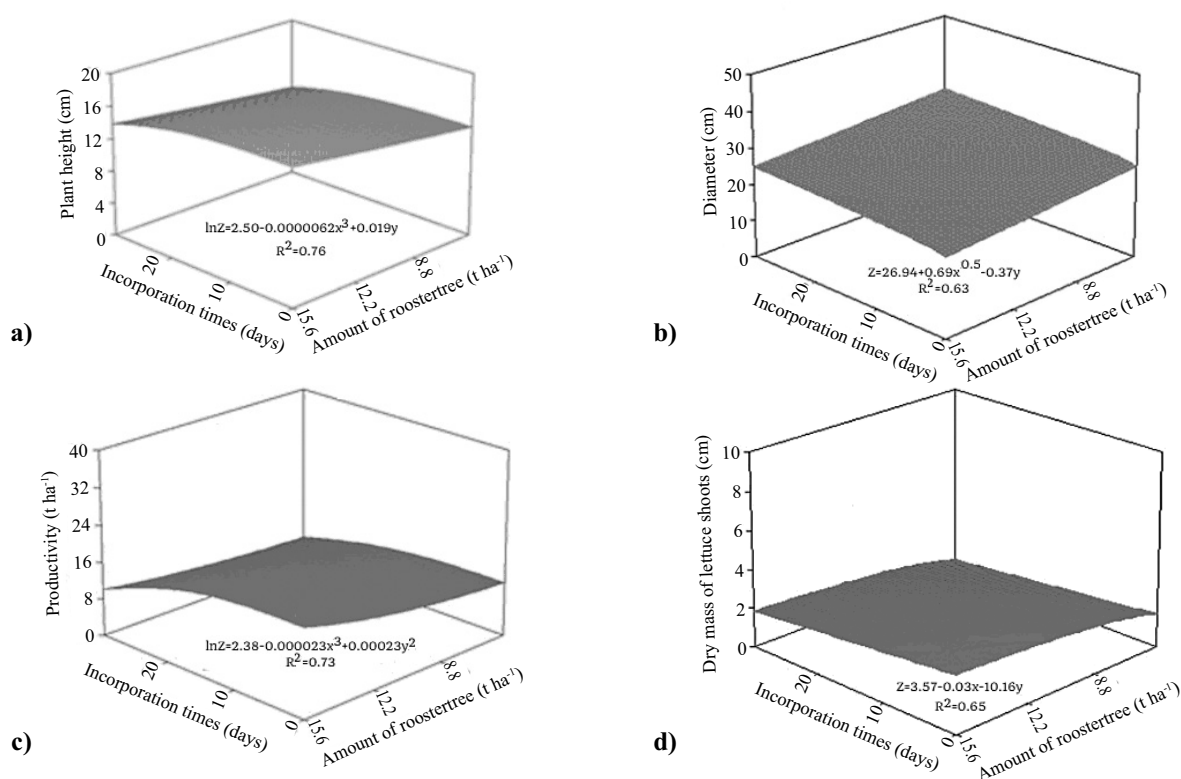 20
16
12
8
4
0
Plant height (cm)
lnZ=2.50-0.0000062x³+0.019y
R²=0.76
20
10
0
Incorporation times (days)
15.6
12.2
8.8
Amount of roostertree (t ha⁻¹)
a)
50
40
30
20
10
0
Diameter (cm)
Z=26.94+0.69x^0.5-0.37y
R²=0.63
20
10
0
Incorporation times (days)
15.6
12.2
8.8
Amount of roostertree (t ha⁻¹)
b)
40
32
24
16
8
0
Productivity (t ha⁻¹)
lnZ=2.38-0.000023x³+0.00023y²
R²=0.73
20
10
0
Incorporation times (days)
15.6
12.2
8.8
Amount of roostertree (t ha⁻¹)
c)
10
8
6
4
2
0
Dry mass of lettuce shoots (cm)
Z=3.57-0.03x-10.16y
R²=0.65
20
10
0
Incorporation times (days)
15.6
12.2
8.8
Amount of roostertree (t ha⁻¹)
d)